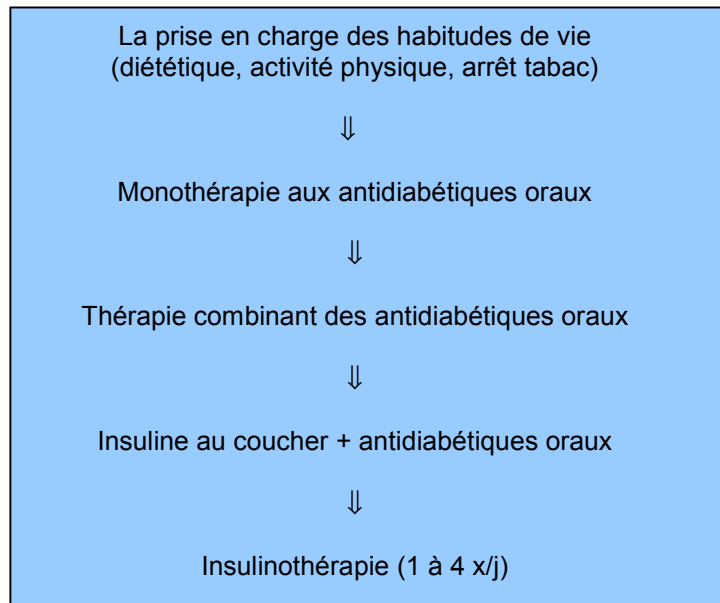 La prise en charge des habitudes de vie
(diététique, activité physique, arrêt tabac)
⇓
Monothérapie aux antidiabétiques oraux
⇓
Thérapie combinant des antidiabétiques oraux
⇓
Insuline au coucher + antidiabétiques oraux
⇓
Insulinothérapie (1 à 4 x/j)